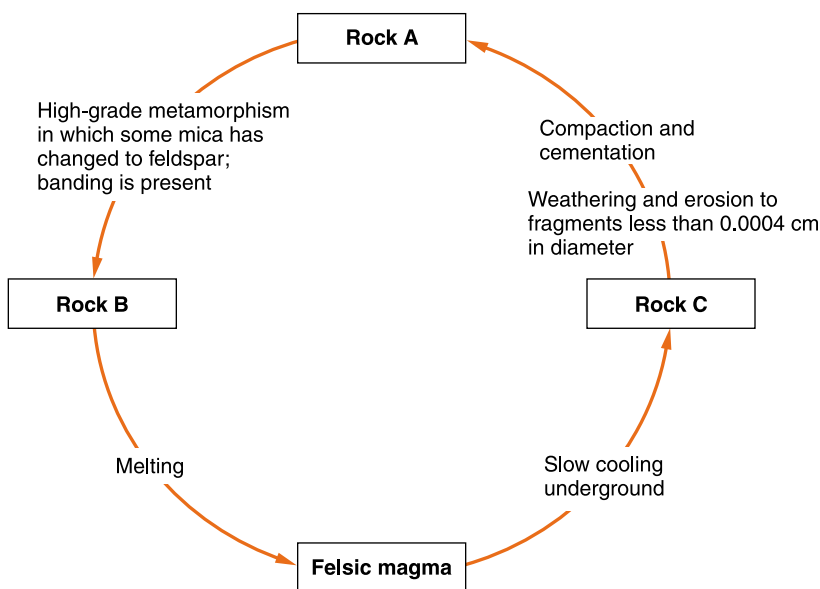 Rock A
High-grade metamorphism
in which some mica has
changed to feldspar;
banding is present
Compaction and
cementation
Weathering and erosion to
fragments less than 0.0004 cm
in diameter
Rock B
Rock C
Melting
Slow cooling
underground
Felsic magma